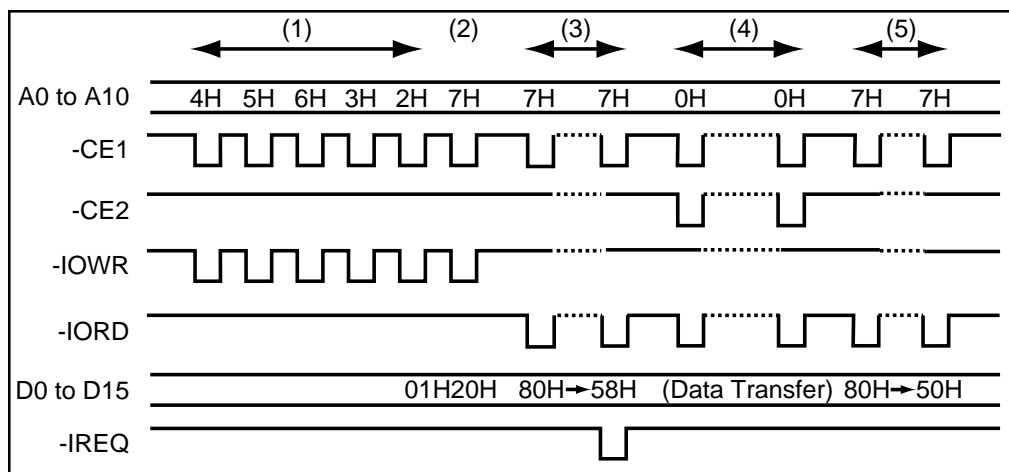 (1) (2) (3) (4) (5)
A0 to A10 4H 5H 6H 3H 2H 7H 7H 7H 0H 0H 7H 7H
-CE1
-CE2
-IOWR
-IORD
D0 to D15 01H20H 80H→58H (Data Transfer) 80H→50H
-IREQ